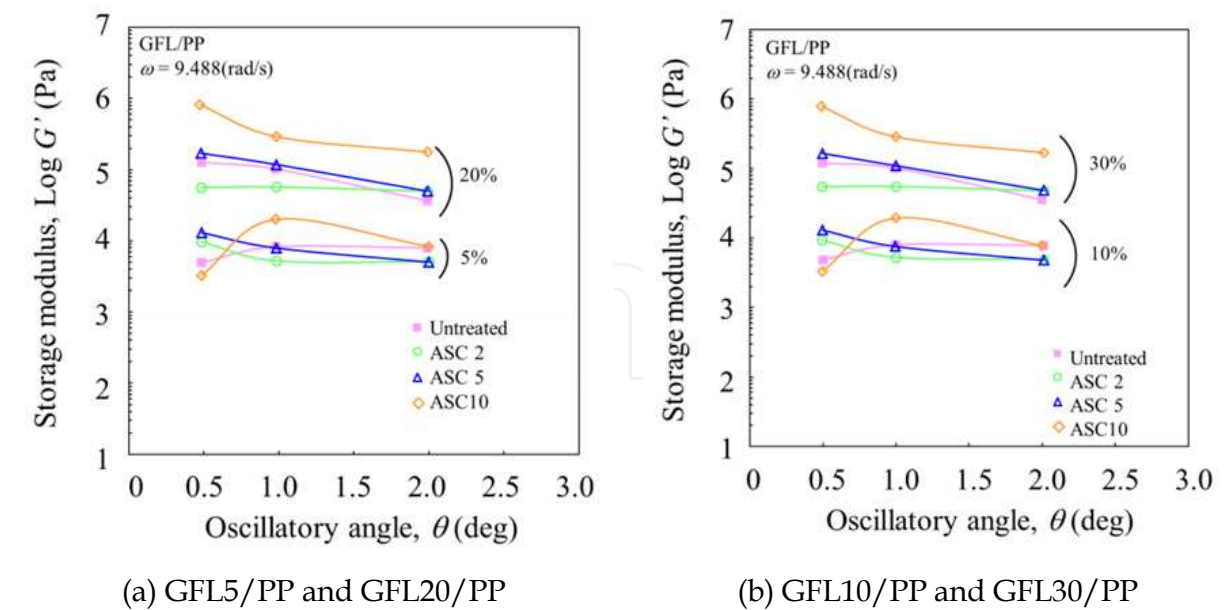 7
6
5
4
3
2
1
Storage modulus, Log G′ (Pa)
GFL/PP
ω = 9.488(rad/s)
20%
5%
Untreated
ASC 2
ASC 5
ASC10
0 0.5 1.0 1.5 2.0 2.5 3.0
Oscillatory angle, θ (deg)
(a) GFL5/PP and GFL20/PP
7
6
5
4
3
2
1
Storage modulus, Log G′ (Pa)
GFL/PP
ω = 9.488(rad/s)
30%
10%
Untreated
ASC 2
ASC 5
ASC10
0 0.5 1.0 1.5 2.0 2.5 3.0
Oscillatory angle, θ (deg)
(b) GFL10/PP and GFL30/PP